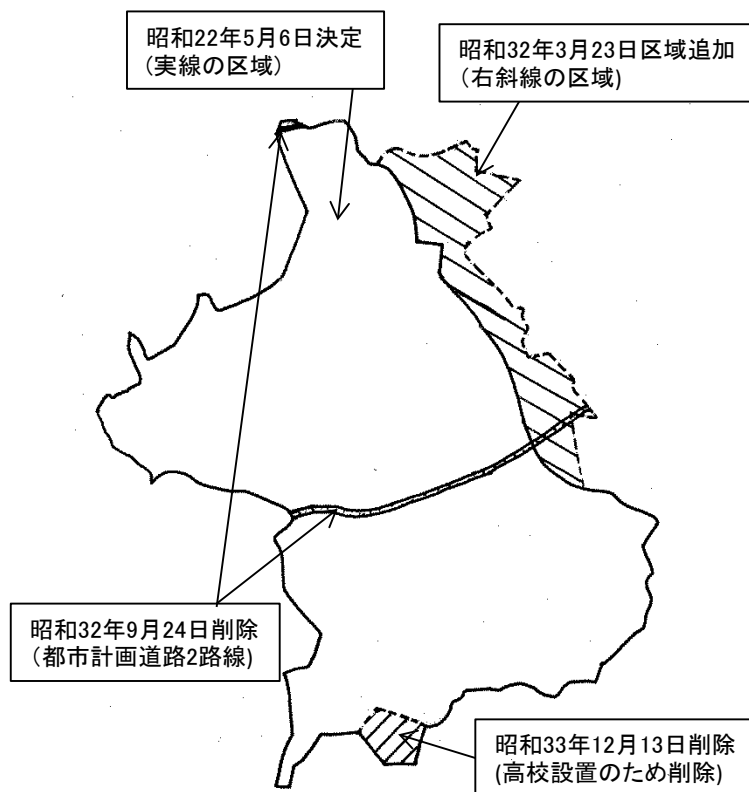 昭和22年5月6日決定
(実線の区域)
昭和32年3月23日区域追加
(右斜線の区域)
昭和32年9月24日削除
(都市計画道路2路線)
昭和33年12月13日削除
(高校設置のため削除)